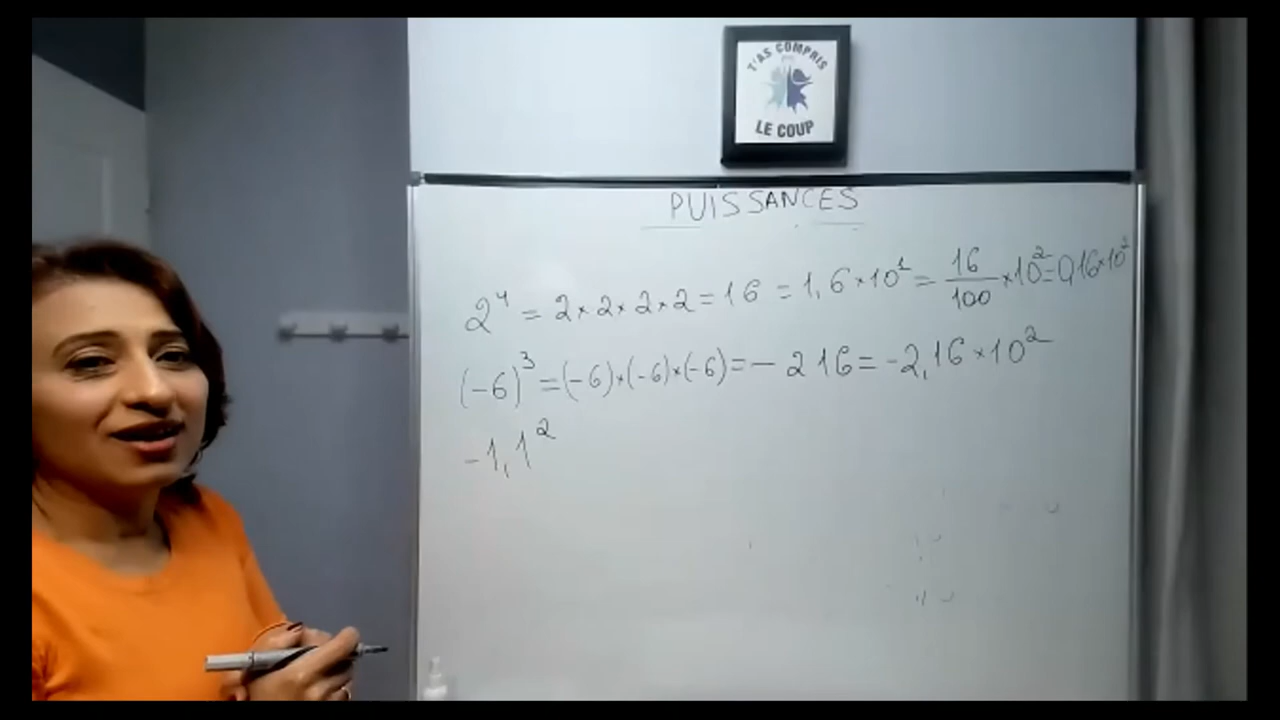 T'AS COMPRIS
LE COUP
PUISSANCES
2⁴ = 2×2×2×2 = 16 = 1,6×10¹ = 16/100 ×10² = 0,16×10²
(-6)³ = (-6)×(-6)×(-6) = - 216 = -2,16×10²
-1,1²